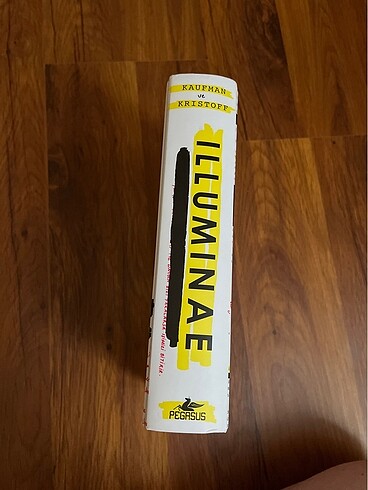 KAUFMAN
ve
KRISTOFF
ILLUMINAE
PEGASUS